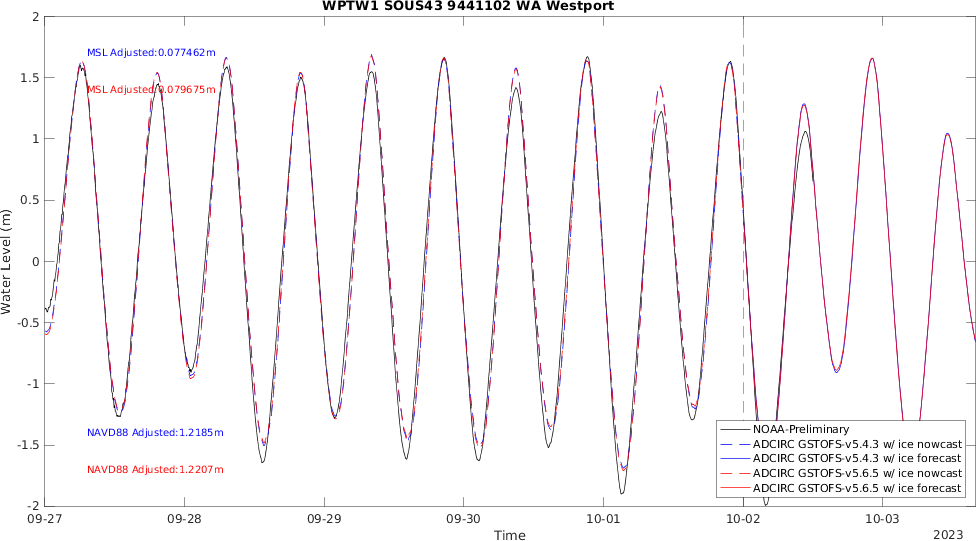 WPTW1 SOUS43 9441102 WA Westport
2
1.5
1
0.5
0
-0.5
-1
-1.5
-2
Water Level (m)
MSL Adjusted:0.077462m
MSL Adjusted:0.079675m
NAVD88 Adjusted:1.2185m
NAVD88 Adjusted:1.2207m
NOAA-Preliminary
ADCIRC GSTOFS-v5.4.3 w/ ice nowcast
ADCIRC GSTOFS-v5.4.3 w/ ice forecast
ADCIRC GSTOFS-v5.6.5 w/ ice nowcast
ADCIRC GSTOFS-v5.6.5 w/ ice forecast
09-27 09-28 09-29 09-30 10-01 10-02 10-03
Time
2023